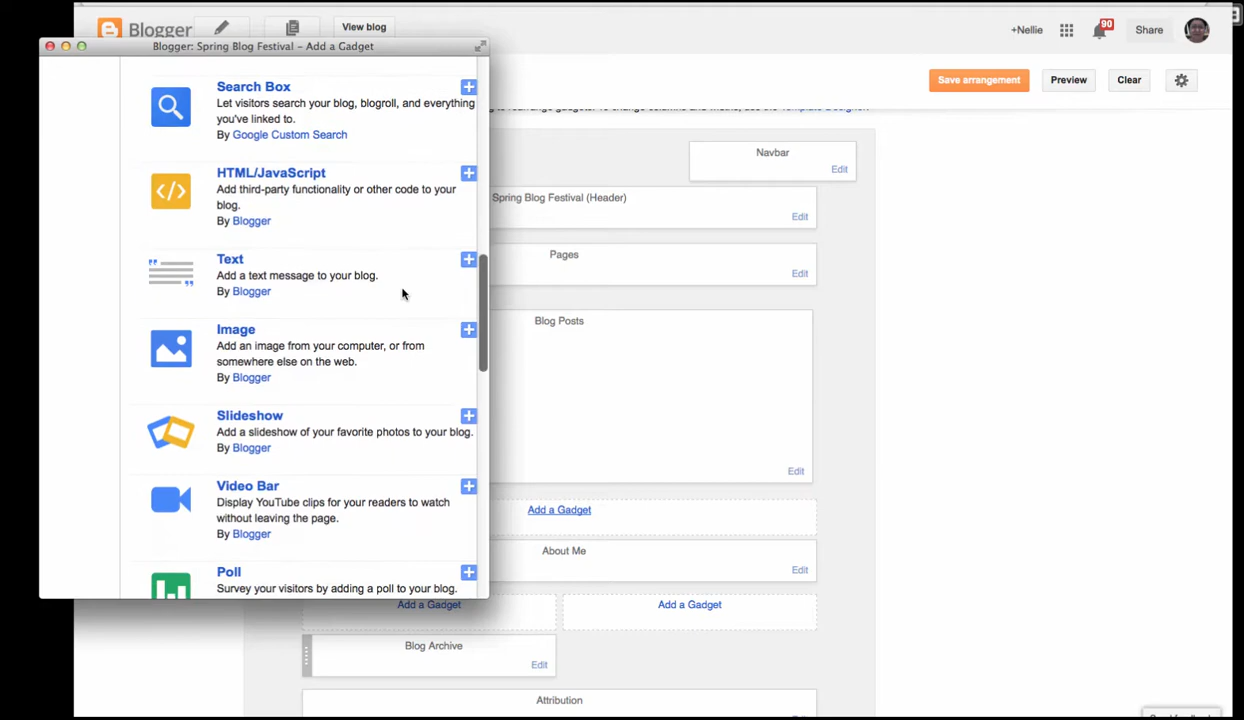 Blogger
View blog
+Nellie
90
Share
Blogger: Spring Blog Festival – Add a Gadget
Save arrangement
Preview
Clear
Search Box
Let visitors search your blog, blogroll, and everything
you've linked to.
By Google Custom Search
HTML/JavaScript
Add third-party functionality or other code to your
blog.
By Blogger
Text
Add a text message to your blog.
By Blogger
Image
Add an image from your computer, or from
somewhere else on the web.
By Blogger
Slideshow
Add a slideshow of your favorite photos to your blog.
By Blogger
Video Bar
Display YouTube clips for your readers to watch
without leaving the page.
By Blogger
Poll
Survey your visitors by adding a poll to your blog.
Navbar
Edit
Spring Blog Festival (Header)
Edit
Pages
Edit
Blog Posts
Edit
Add a Gadget
About Me
Edit
Add a Gadget
Add a Gadget
Blog Archive
Edit
Attribution